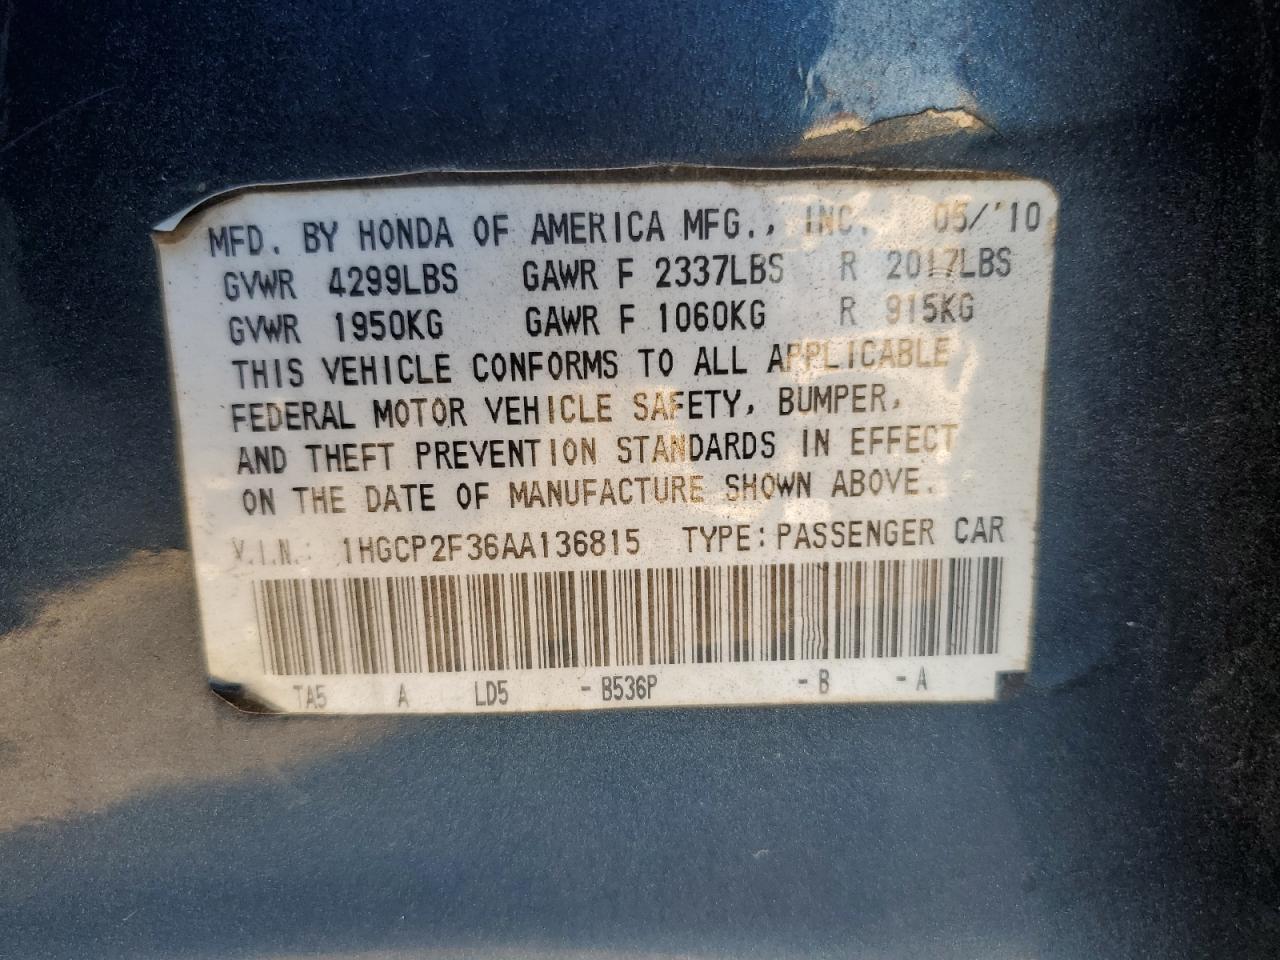 MFD. BY HONDA OF AMERICA MFG., INC. 05/'10
GVWR 4299LBS GAWR F 2337LBS R 2017LBS
GVWR 1950KG GAWR F 1060KG R 915KG
THIS VEHICLE CONFORMS TO ALL APPLICABLE
FEDERAL MOTOR VEHICLE SAFETY, BUMPER,
AND THEFT PREVENTION STANDARDS IN EFFECT
ON THE DATE OF MANUFACTURE SHOWN ABOVE.
V.I.N.: 1HGCP2F36AA136815 TYPE: PASSENGER CAR
TA5 A LD5 - B536P - B - A